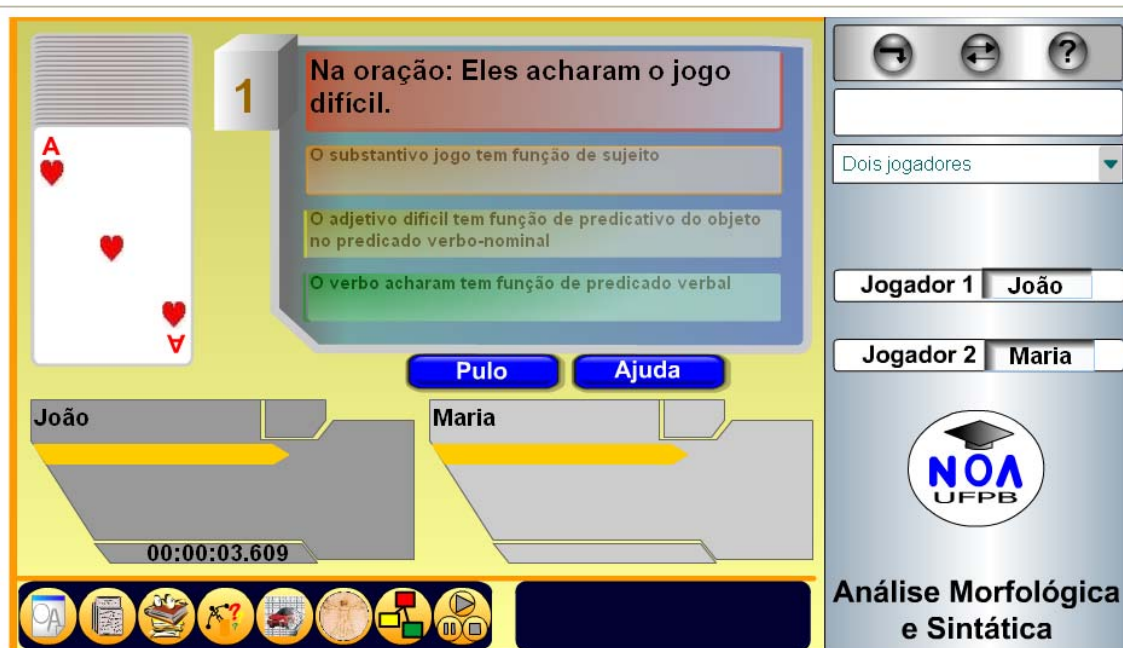 A
A
1
Na oração: Eles acharam o jogo
difícil.
O substantivo jogo tem função de sujeito
O adjetivo difícil tem função de predicativo do objeto
no predicado verbo-nominal
O verbo acharam tem função de predicado verbal
Pulo
Ajuda
João
Maria
00:00:03.609
?
Dois jogadores
Jogador 1
João
Jogador 2
Maria
NOA
UFPB
Análise Morfológica
e Sintática
OA
?